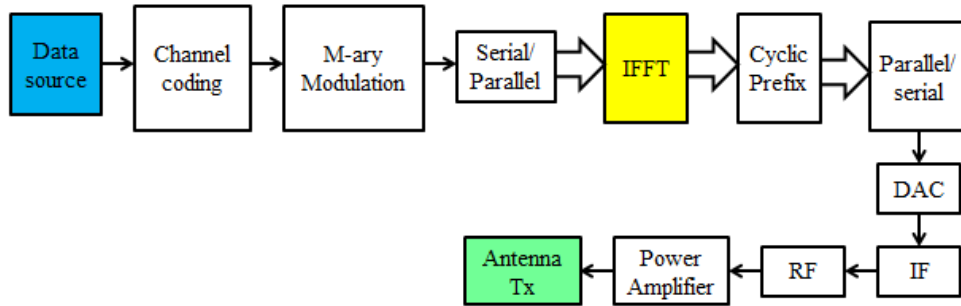 Data
source
Channel
coding
M-ary
Modulation
Serial/
Parallel
IFFT
Cyclic
Prefix
Parallel/
serial
DAC
IF
RF
Power
Amplifier
Antenna
Tx